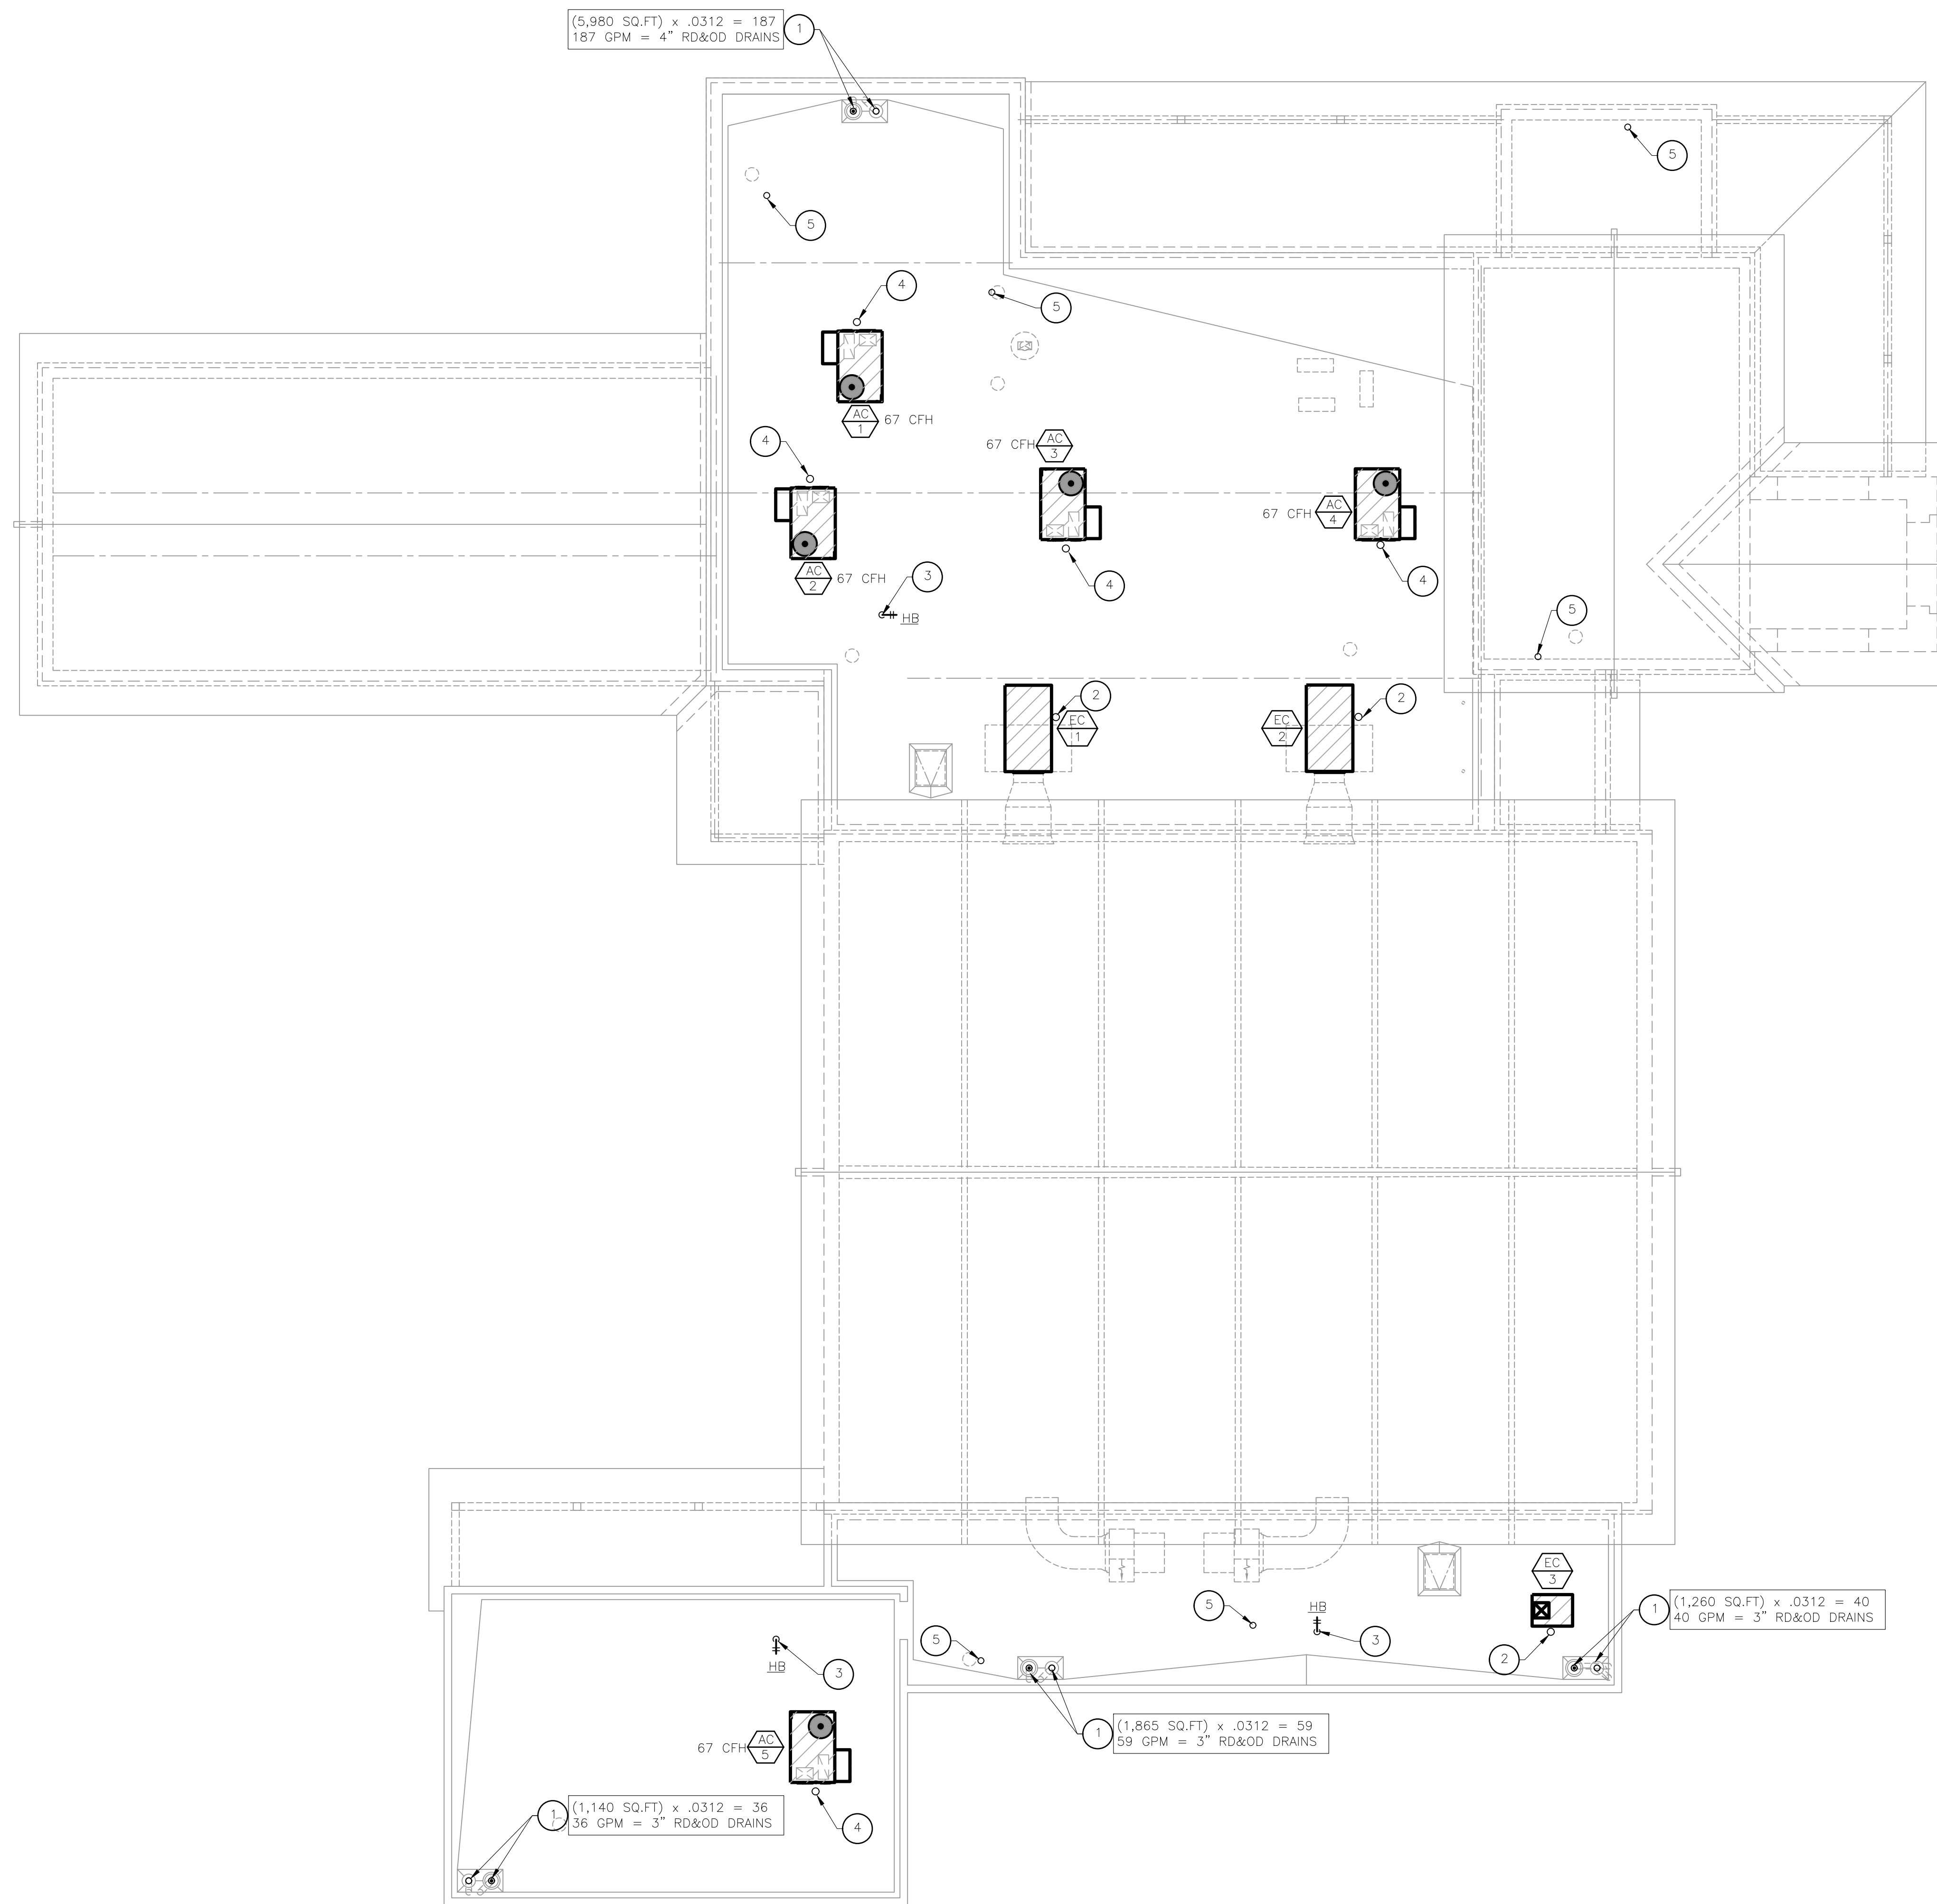 (5,980 SQ.FT) x .0312 = 187
187 GPM = 4" RD&OD DRAINS
1
5
5
4
5
AC
1
67 CFH
4
67 CFH
AC
3
67 CFH
AC
4
AC
2
67 CFH
3
HB
4
4
5
2
EC
1
EC
2
2
EC
3
5
HB
3
2
1
(1,260 SQ.FT) x .0312 = 40
40 GPM = 3" RD&OD DRAINS
5
HB
3
1
(1,865 SQ.FT) x .0312 = 59
59 GPM = 3" RD&OD DRAINS
67 CFH
AC
5
1
(1,140 SQ.FT) x .0312 = 36
36 GPM = 3" RD&OD DRAINS
4